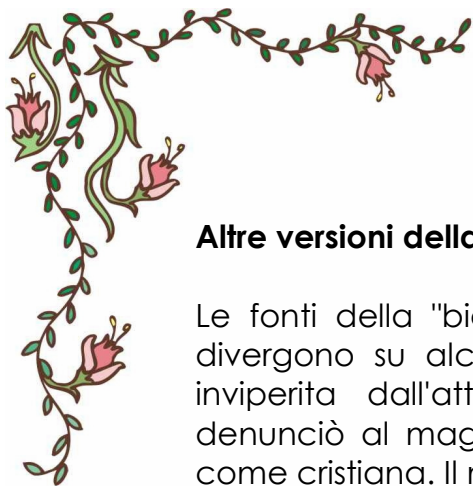 Altre versioni della
Le fonti della "bio
divergono su alc
inviperita dall'att
denunciò al mag
come cristiana. Il r